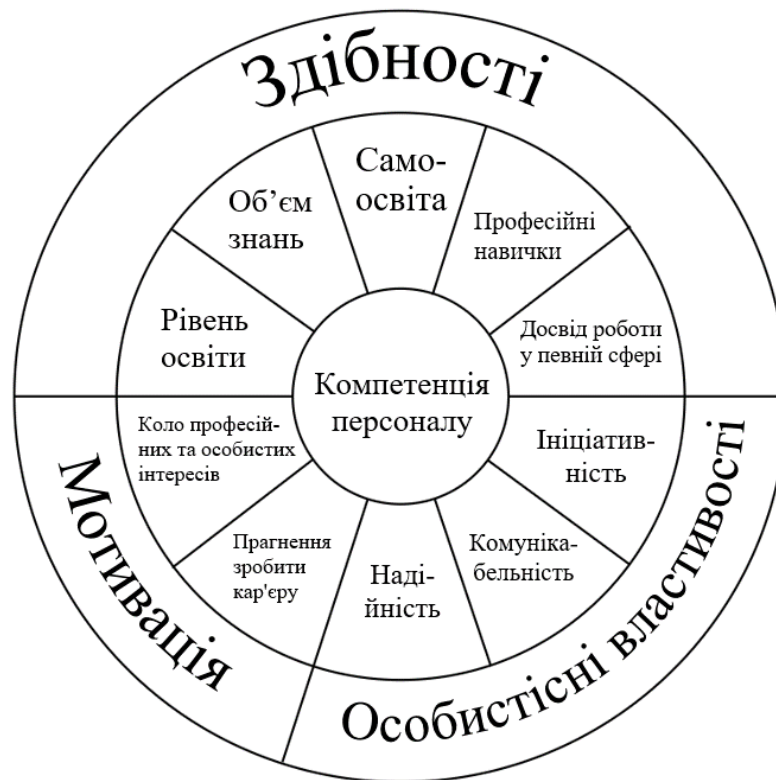 Здібності
Само-
освіта
Об’єм
знань
Професійні
навички
Рівень
освіти
Досвід роботи
у певній сфері
Компетенція
персоналу
Коло професій-
них та особистих
інтересів
Ініціатив-
ність
Прагнення
зробити
кар'єру
Наді-
йність
Комуніка-
бельність
Мотивація
Особистісні властивості